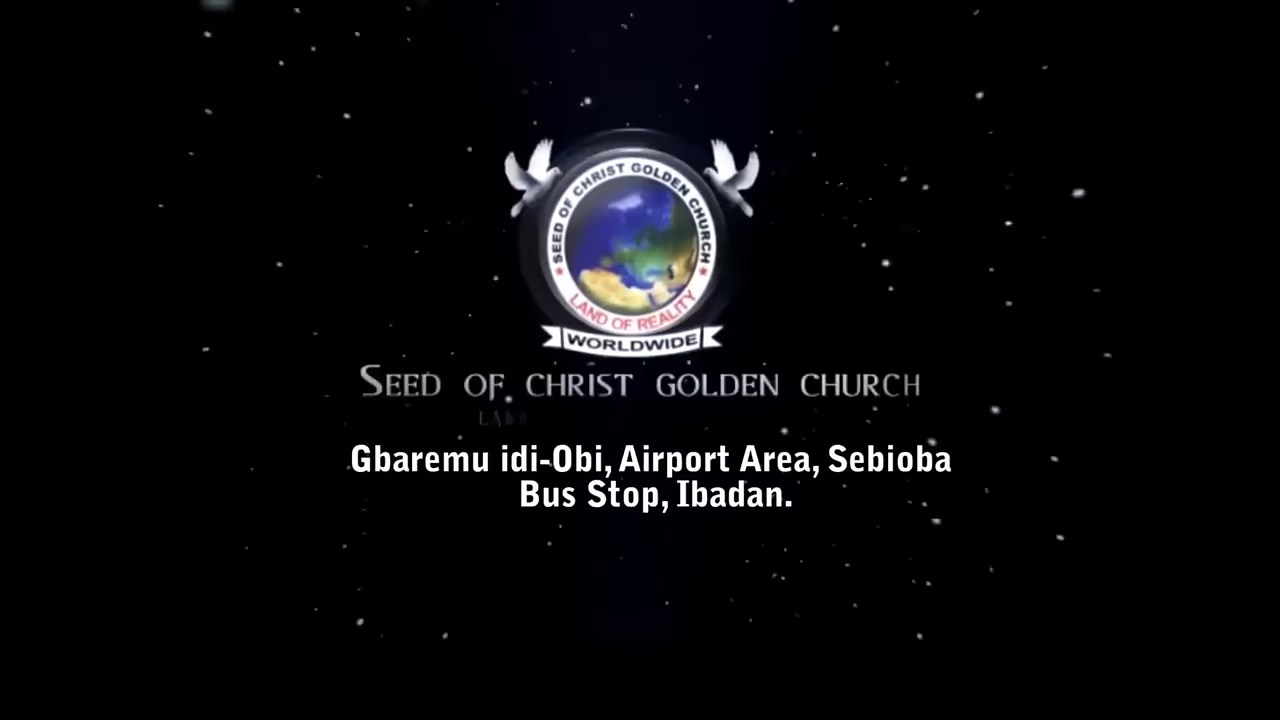 SEED OF CHRIST GOLDEN CHURCH
LAND OF REALITY
WORLDWIDE
SEED OF CHRIST GOLDEN CHURCH
Gbaremu idi-Obi, Airport Area, Sebioba
Bus Stop, Ibadan.